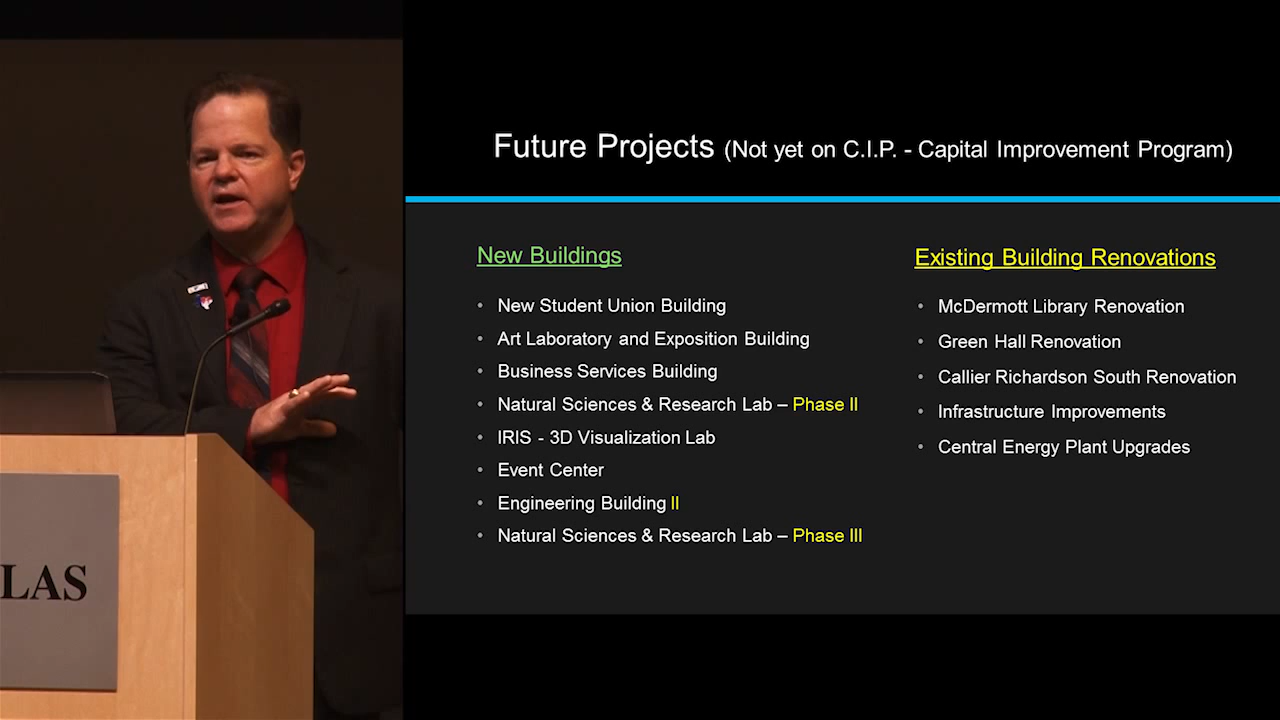 Future Projects (Not yet on C.I.P. - Capital Improvement Program)
New Buildings
• New Student Union Building
• Art Laboratory and Exposition Building
• Business Services Building
• Natural Sciences & Research Lab – Phase II
• IRIS - 3D Visualization Lab
• Event Center
• Engineering Building II
• Natural Sciences & Research Lab – Phase III
Existing Building Renovations
• McDermott Library Renovation
• Green Hall Renovation
• Callier Richardson South Renovation
• Infrastructure Improvements
• Central Energy Plant Upgrades
LAS